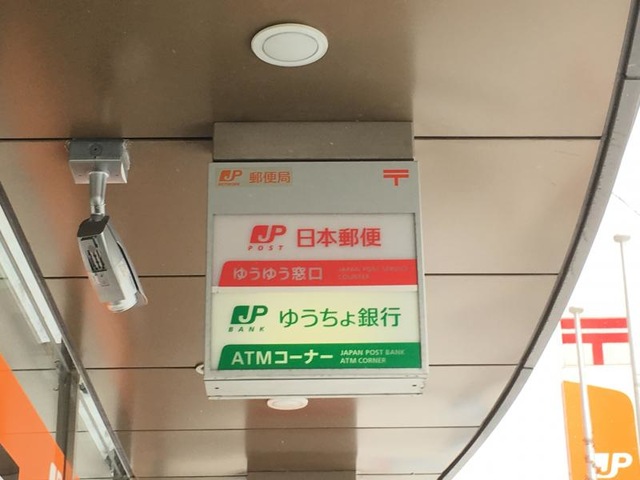 JP 郵便局 〒
NETWORK
JP 日本郵便
POST
ゆうゆう窓口 JAPAN POST SERVICE
COUNTER
JP ゆうちょ銀行
BANK
ATMコーナー JAPAN POST BANK
ATM CORNER
〒
JP